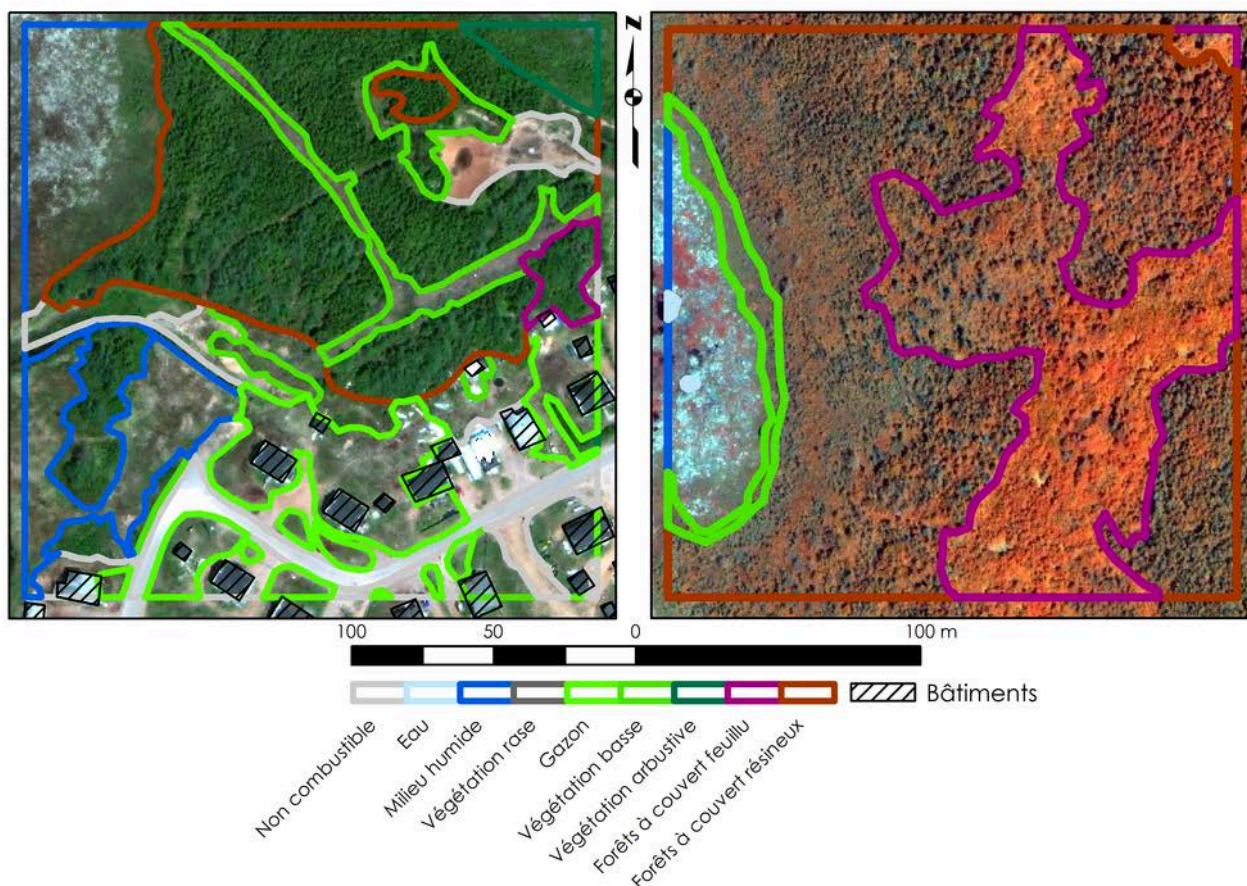 N
100
50
0
100 m
Bâtiments
Non combustible
Eau
Milieu humide
Végétation rase
Gazon
Végétation basse
Végétation arbustive
Forêts à couvert feuillu
Forêts à couvert résineux